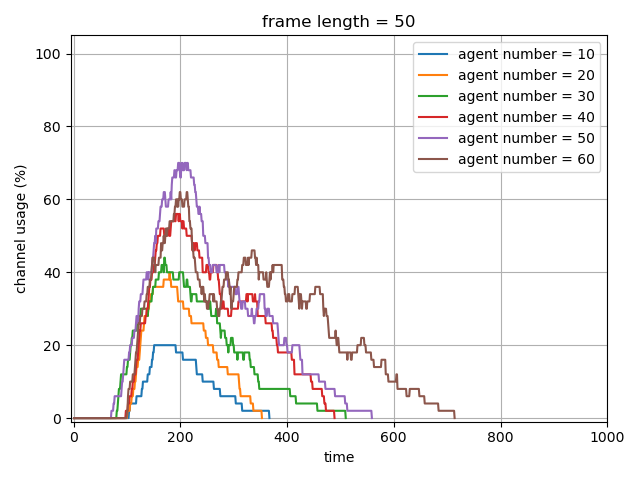 frame length = 50
channel usage (%)
100
80
60
40
20
0
agent number = 10
agent number = 20
agent number = 30
agent number = 40
agent number = 50
agent number = 60
0
200
400
600
800
1000
time